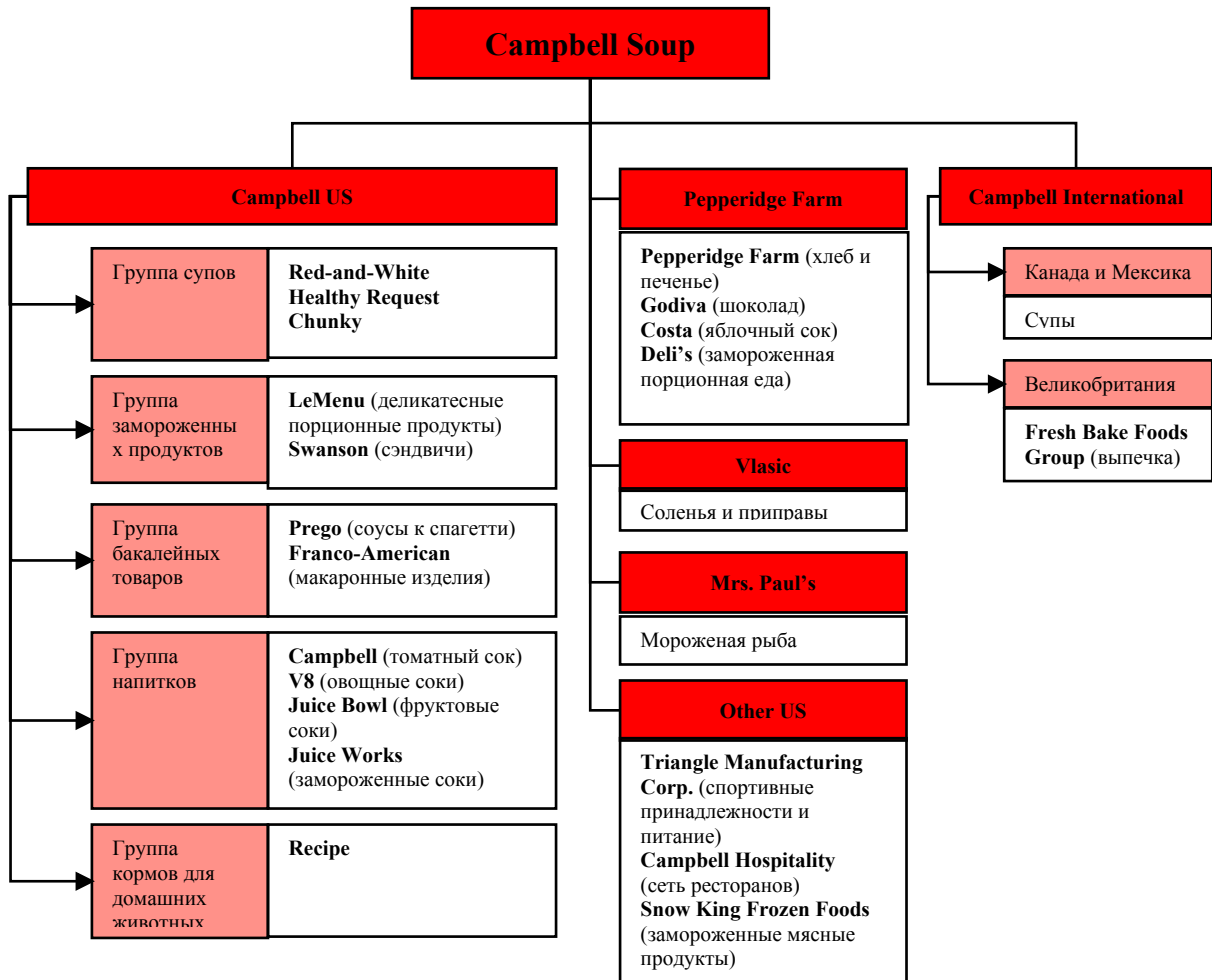 Campbell Soup
Campbell US
Группа супов
Red-and-White
Healthy Request
Chunky
Группа
замороженны
х продуктов
LeMenu (деликатесные
порционные продукты)
Swanson (сэндвичи)
Группа
бакалейных
товаров
Prego (соусы к спагетти)
Franco-American
(макаронные изделия)
Группа
напитков
Campbell (томатный сок)
V8 (овощные соки)
Juice Bowl (фруктовые
соки)
Juice Works
(замороженные соки)
Группа
кормов для
домашних
животных
Recipe
Pepperidge Farm
Pepperidge Farm (хлеб и
печенье)
Godiva (шоколад)
Costa (яблочный сок)
Deli’s (замороженная
порционная еда)
Vlasic
Соленья и приправы
Mrs. Paul’s
Мороженая рыба
Other US
Triangle Manufacturing
Corp. (спортивные
принадлежности и
питание)
Campbell Hospitality
(сеть ресторанов)
Snow King Frozen Foods
(замороженные мясные
продукты)
Campbell International
Канада и Мексика
Супы
Великобритания
Fresh Bake Foods
Group (выпечка)